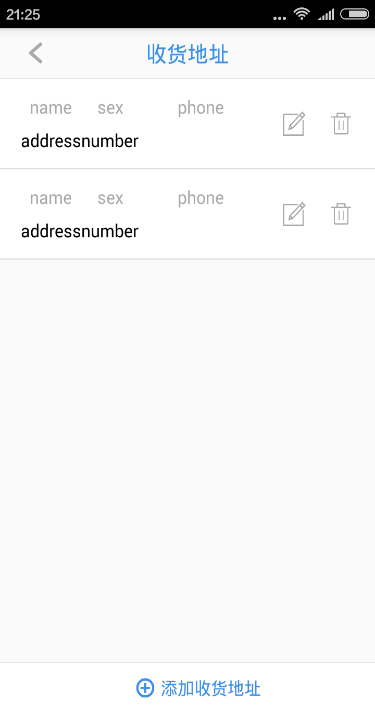 21:25
收货地址
name sex phone
addressnumber
name sex phone
addressnumber
添加收货地址